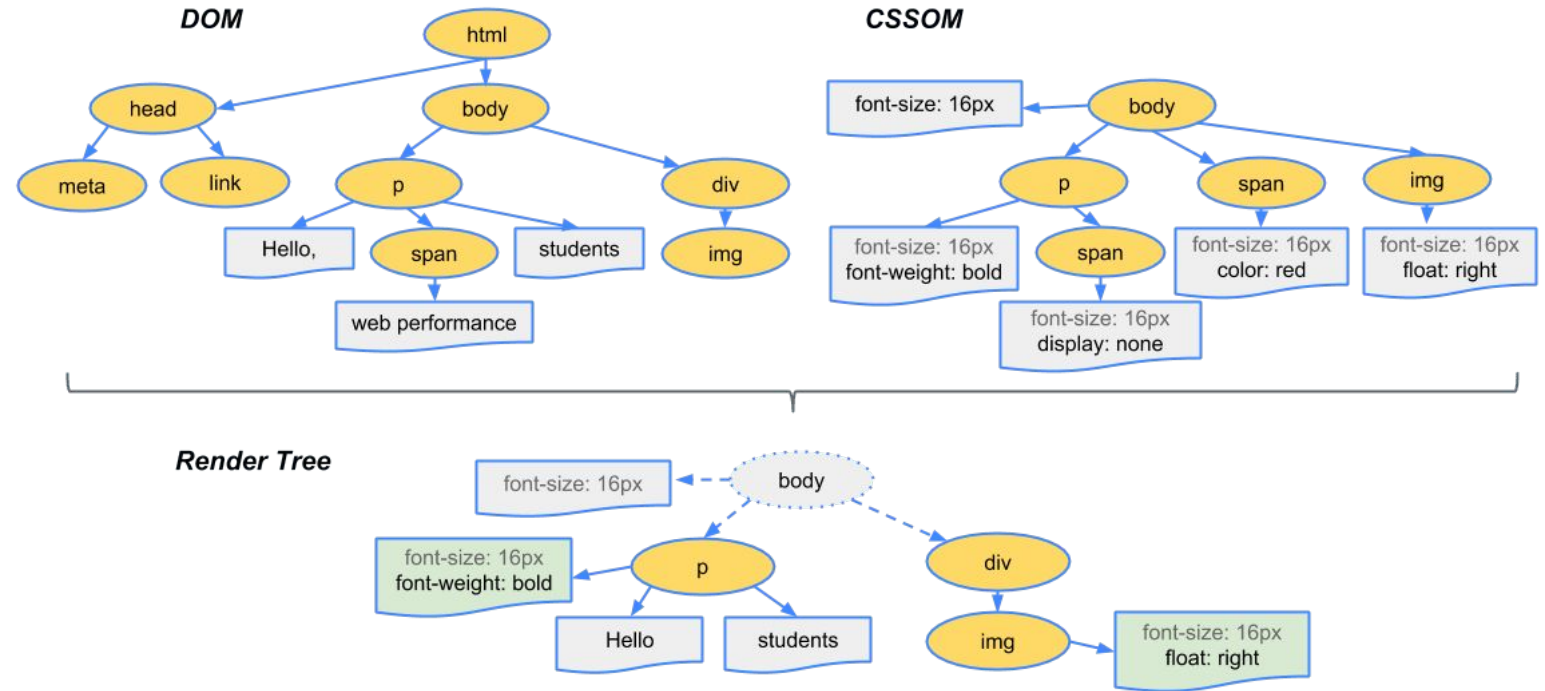 DOM
html
head
body
meta
link
p
div
Hello,
span
students
img
web performance
CSSOM
font-size: 16px
body
p
span
img
font-size: 16px
font-weight: bold
span
font-size: 16px
color: red
font-size: 16px
float: right
font-size: 16px
display: none
Render Tree
font-size: 16px
body
font-size: 16px
font-weight: bold
p
div
Hello
students
img
font-size: 16px
float: right